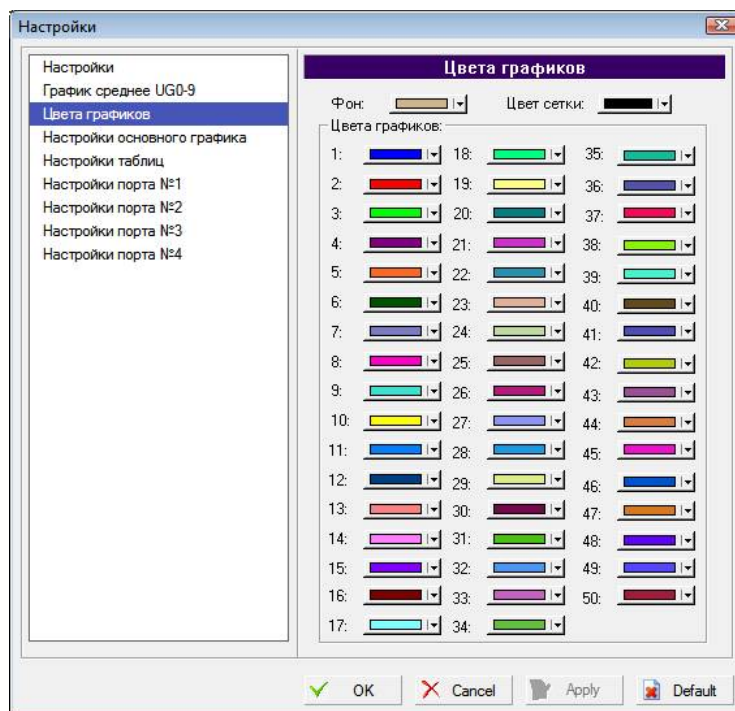 Настройки
Настройки
График среднее UG0-9
Цвета графиков
Настройки основного графика
Настройки таблиц
Настройки порта №1
Настройки порта №2
Настройки порта №3
Настройки порта №4
Цвета графиков
Фон: Цвет сетки:
Цвета графиков:
1: 18: 35:
2: 19: 36:
3: 20: 37:
4: 21: 38:
5: 22: 39:
6: 23: 40:
7: 24: 41:
8: 25: 42:
9: 26: 43:
10: 27: 44:
11: 28: 45:
12: 29: 46:
13: 30: 47:
14: 31: 48:
15: 32: 49:
16: 33: 50:
17: 34:
OK Cancel Apply Default